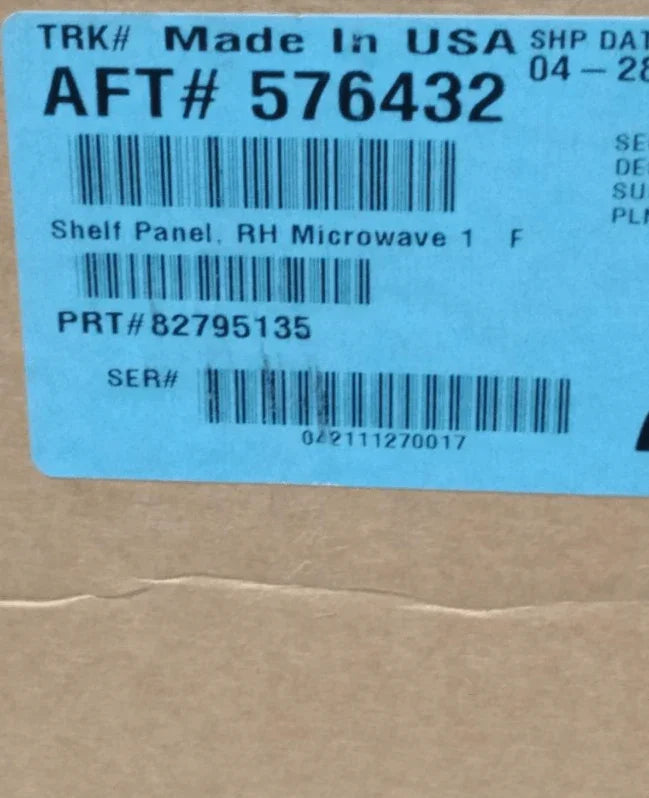 TRK# Made In USA SHP DAT
AFT# 576432 04-28
SE
DE
SU
PLN
Shelf Panel, RH Microwave 1 F
PRT#82795135
SER#
042111270017